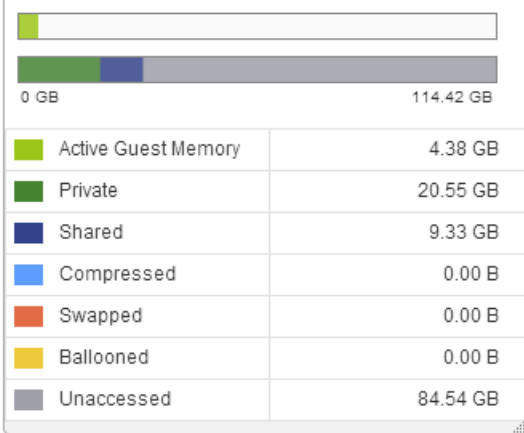 0 GB 114.42 GB
Active Guest Memory 4.38 GB
Private 20.55 GB
Shared 9.33 GB
Compressed 0.00 B
Swapped 0.00 B
Ballooned 0.00 B
Unaccessed 84.54 GB